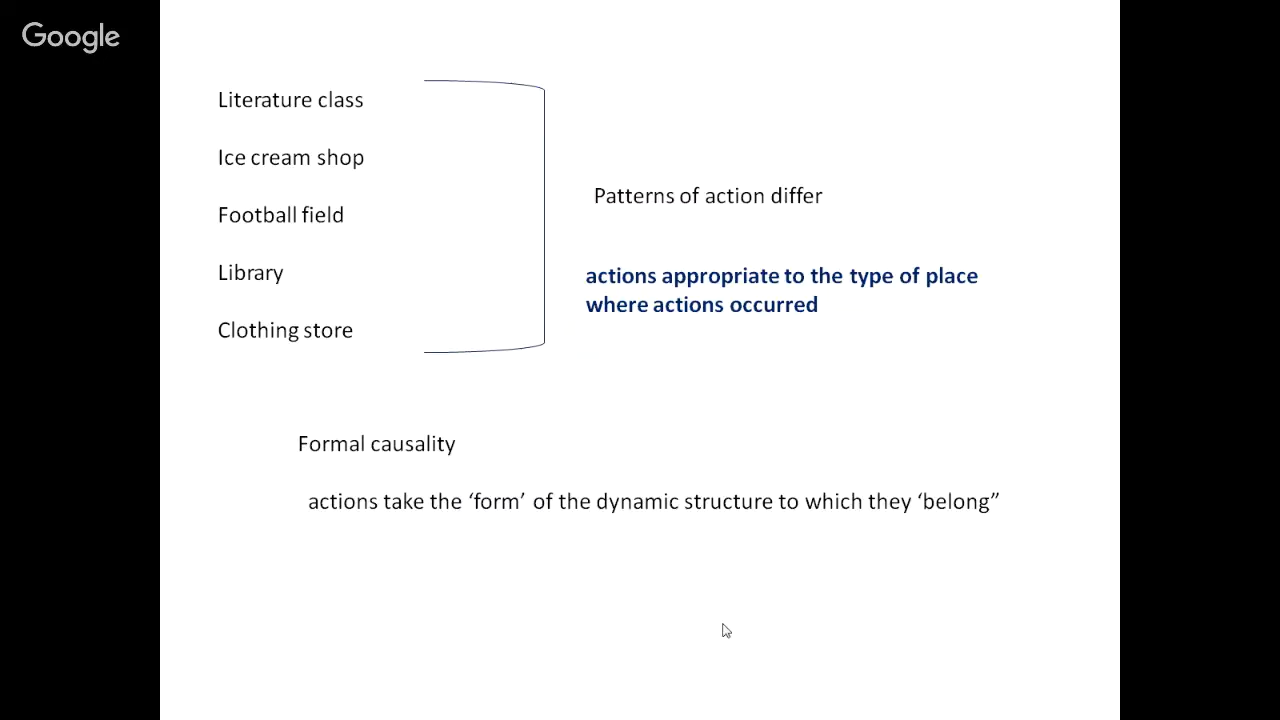 Google
Literature class
Ice cream shop
Football field
Library
Clothing store
Patterns of action differ
actions appropriate to the type of place
where actions occurred
Formal causality
actions take the ‘form’ of the dynamic structure to which they ‘belong”